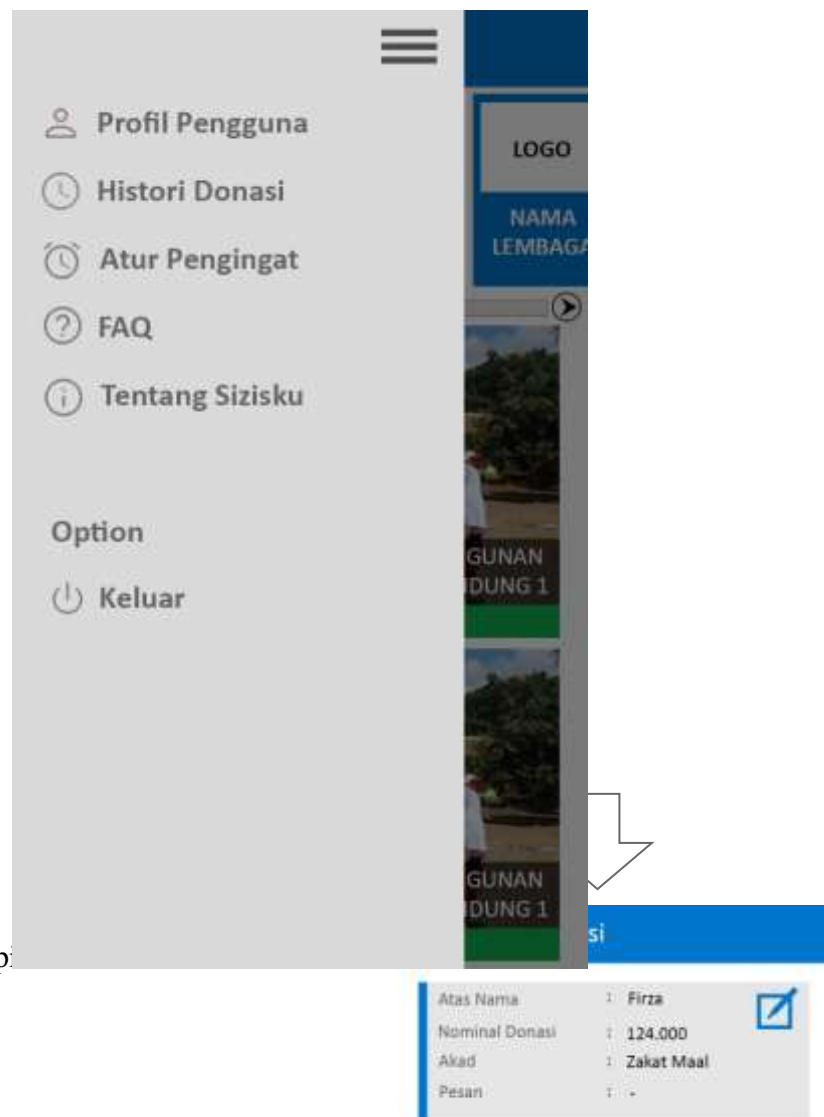 Profil Pengguna
Histori Donasi
Atur Pengingat
FAQ
Tentang Sizisku
Option
Keluar
LOGO
NAMA
LEMBAGA
GUNAN
DUNG 1
GUNAN
DUNG 1
si
Atas Nama : Firza
Nominal Donasi : 124.000
Akad : Zakat Maal
Pesan : -